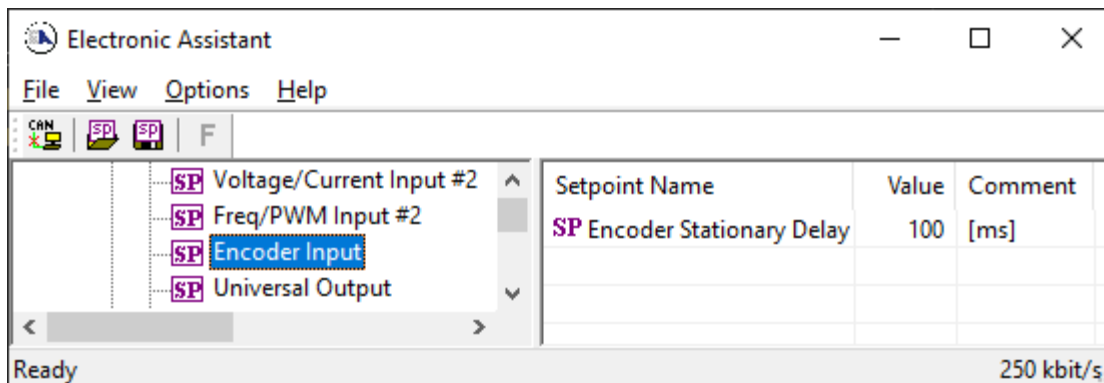 Electronic Assistant
File View Options Help
CAN SP SP F
SP Voltage/Current Input #2
SP Freq/PWM Input #2
SP Encoder Input
SP Universal Output
Setpoint Name Value Comment
SP Encoder Stationary Delay 100 [ms]
Ready 250 kbit/s